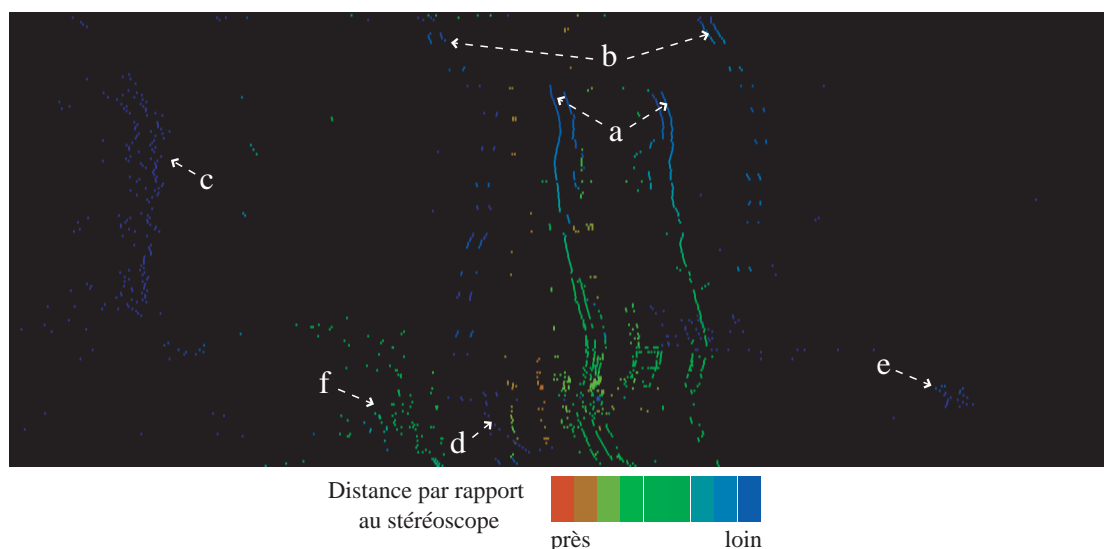 b
a
c
e
f
d
Distance par rapport
au stéréoscope
près
loin